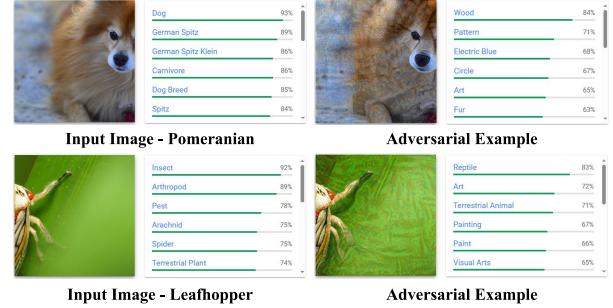 Dog 93%
German Spitz 89%
German Spitz Klein 86%
Carnivore 86%
Dog Breed 85%
Spitz 84%
Wood 84%
Pattern 71%
Electric Blue 68%
Circle 67%
Art 65%
Fur 63%
Input Image - Pomeranian
Adversarial Example
Insect 92%
Arthropod 89%
Pest 78%
Arachnid 75%
Spider 75%
Terrestrial Plant 74%
Reptile 83%
Art 72%
Terrestrial Animal 71%
Painting 67%
Paint 66%
Visual Arts 65%
Input Image - Leafhopper
Adversarial Example